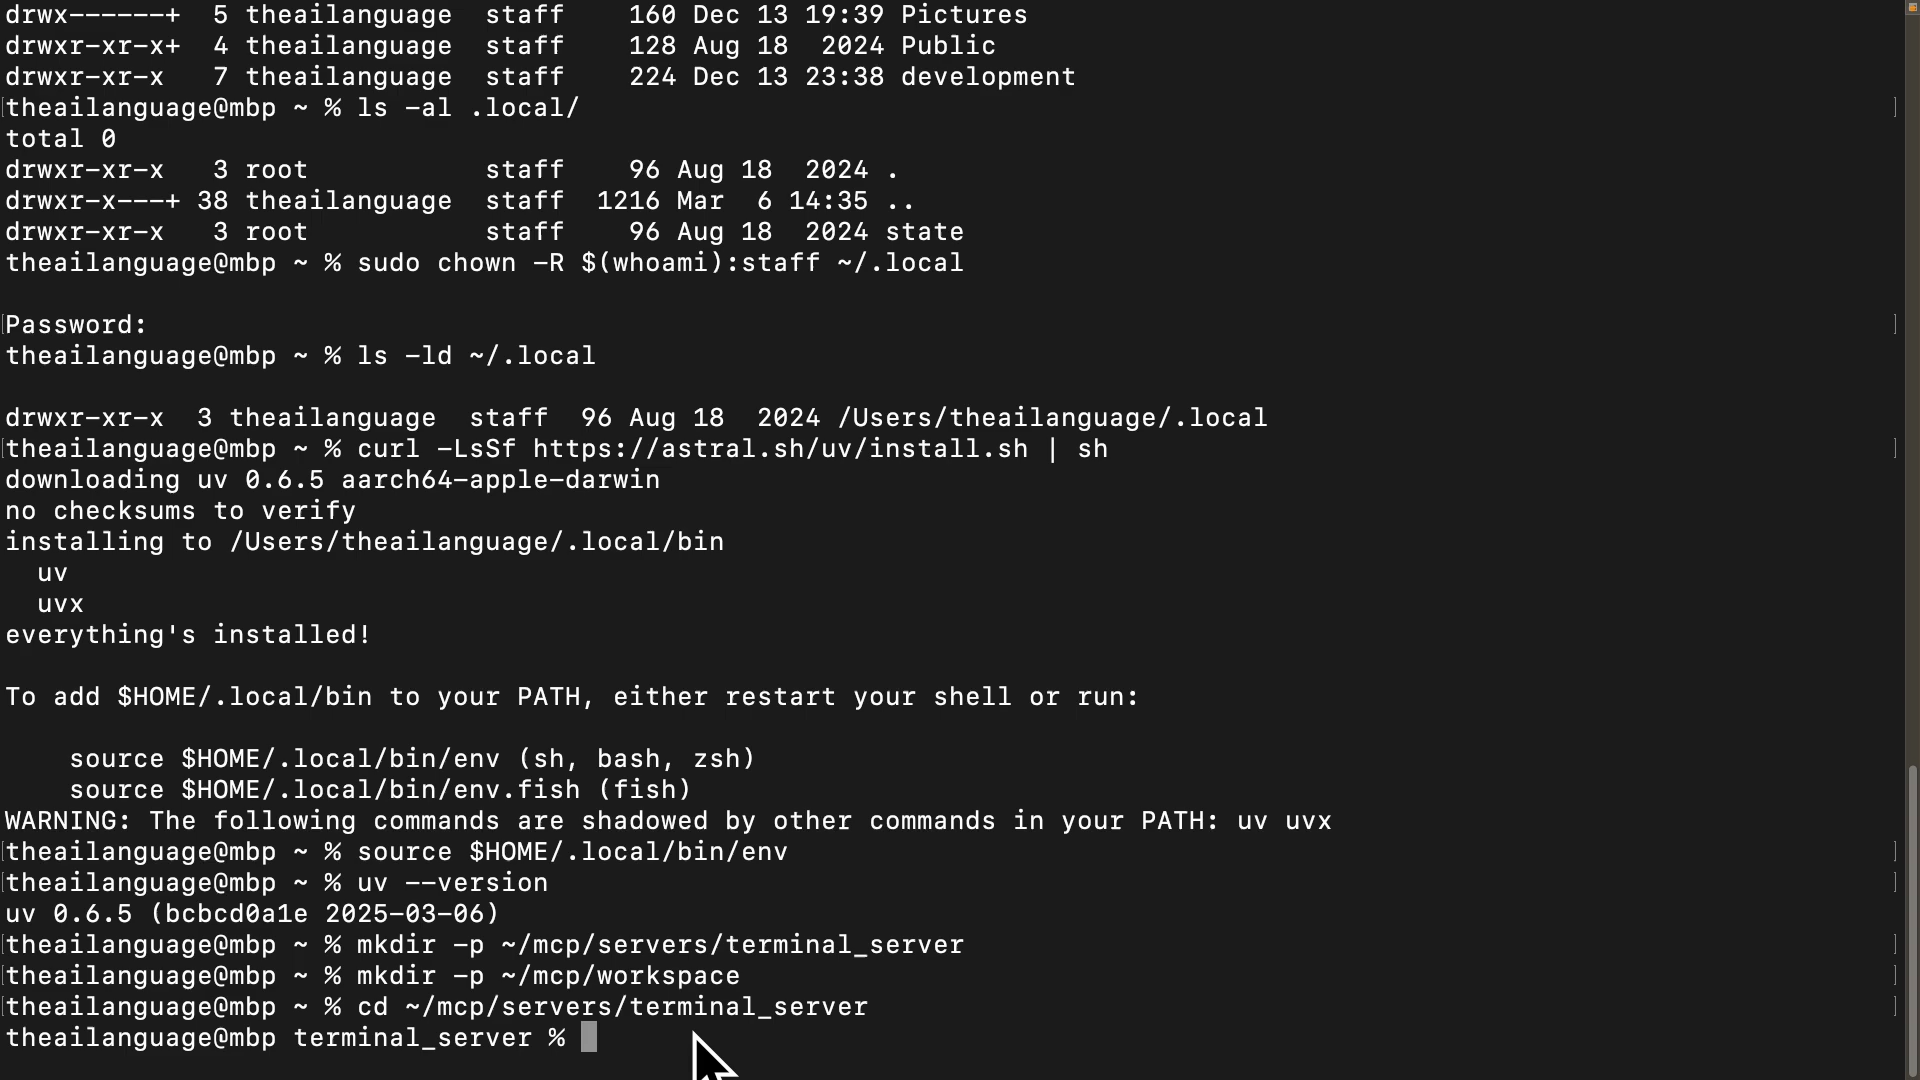 drwx------+  5 theailanguage  staff    160 Dec 13 19:39 Pictures
drwxr-xr-x+  4 theailanguage  staff    128 Aug 18  2024 Public
drwxr-xr-x   7 theailanguage  staff    224 Dec 13 23:38 development
theailanguage@mbp ~ % ls -al .local/
total 0
drwxr-xr-x   3 root           staff    96 Aug 18  2024 .
drwxr-x---+ 38 theailanguage  staff  1216 Mar  6 14:35 ..
drwxr-xr-x   3 root           staff    96 Aug 18  2024 state
theailanguage@mbp ~ % sudo chown -R $(whoami):staff ~/.local
Password:
theailanguage@mbp ~ % ls -ld ~/.local
drwxr-xr-x  3 theailanguage  staff  96 Aug 18  2024 /Users/theailanguage/.local
theailanguage@mbp ~ % curl -LsSf https://astral.sh/uv/install.sh | sh
downloading uv 0.6.5 aarch64-apple-darwin
no checksums to verify
installing to /Users/theailanguage/.local/bin
  uv
  uvx
everything's installed!
To add $HOME/.local/bin to your PATH, either restart your shell or run:
    source $HOME/.local/bin/env (sh, bash, zsh)
    source $HOME/.local/bin/env.fish (fish)
WARNING: The following commands are shadowed by other commands in your PATH: uv uvx
theailanguage@mbp ~ % source $HOME/.local/bin/env
theailanguage@mbp ~ % uv --version
uv 0.6.5 (bcbcd0a1e 2025-03-06)
theailanguage@mbp ~ % mkdir -p ~/mcp/servers/terminal_server
theailanguage@mbp ~ % mkdir -p ~/mcp/workspace
theailanguage@mbp ~ % cd ~/mcp/servers/terminal_server
theailanguage@mbp terminal_server %